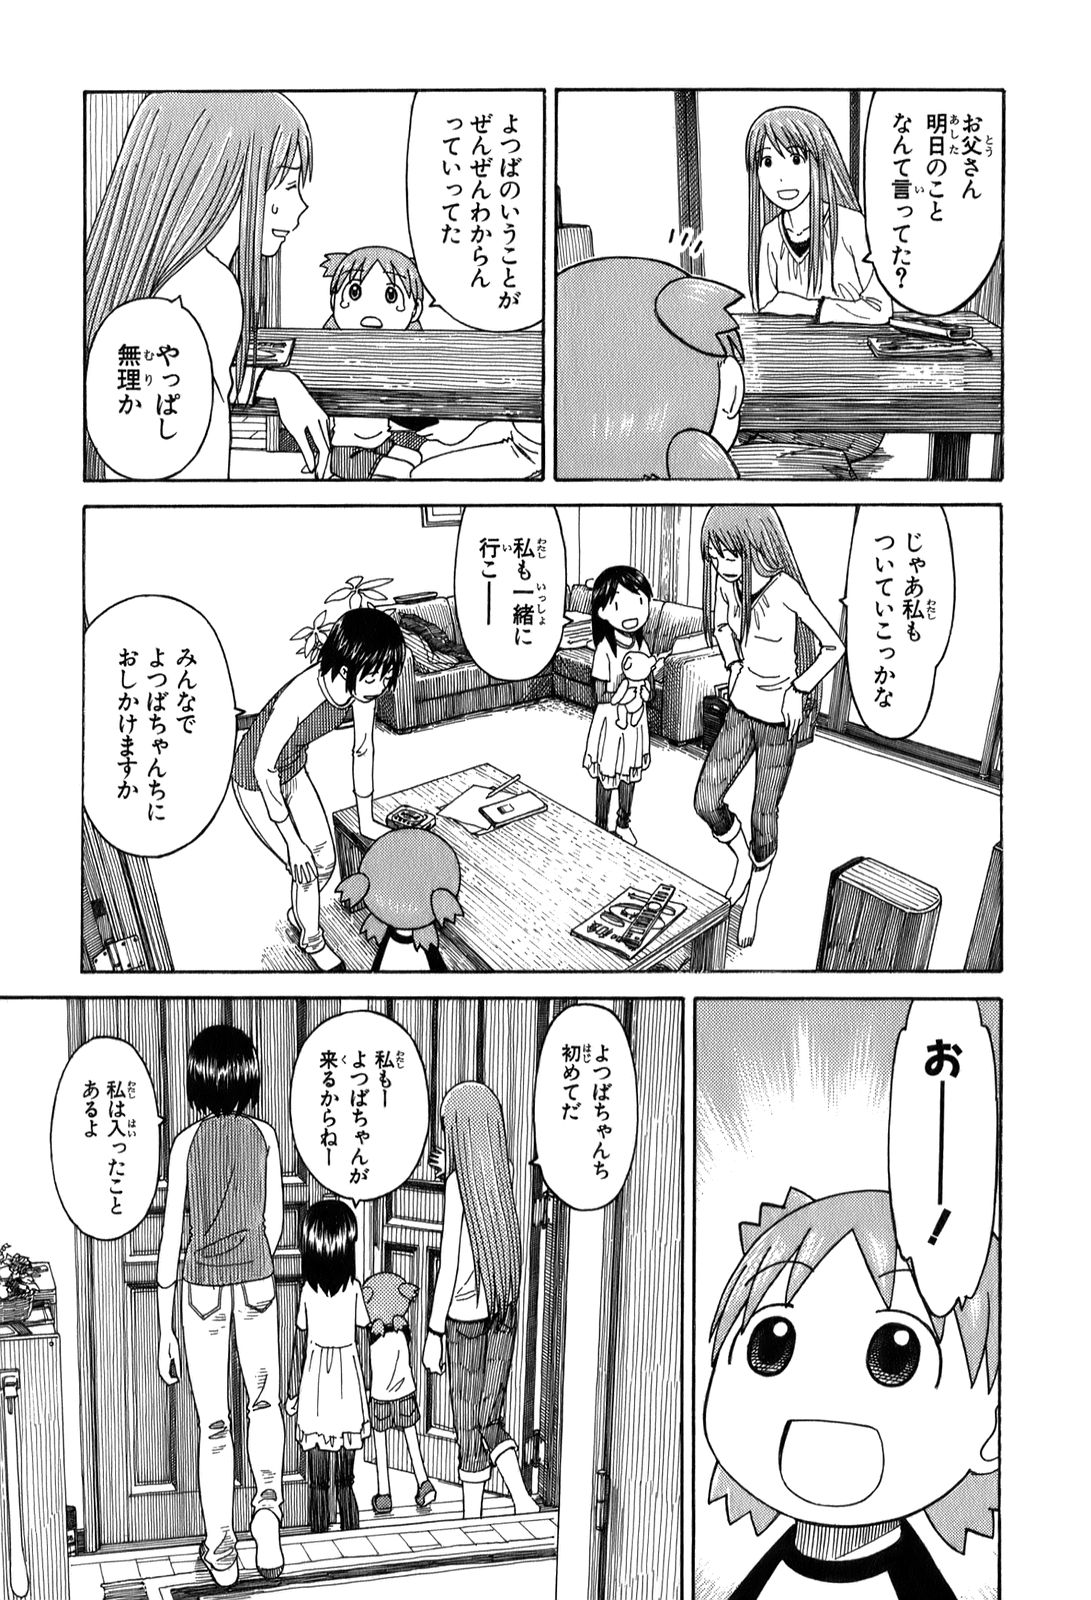 お父さん
明日のこと
なんて言ってた?
よつばのいうことが
ぜんぜんわからん
っていってた
やっぱし
無理か
じゃあ私も
ついていこっかな
私も一緒に
行こー
みんなで
よつばちゃんちに
おしかけますか
おー!
よつばちゃんち
初めてだ
私もー
よつばちゃんが
来るからねー
私は入ったこと
あるよ